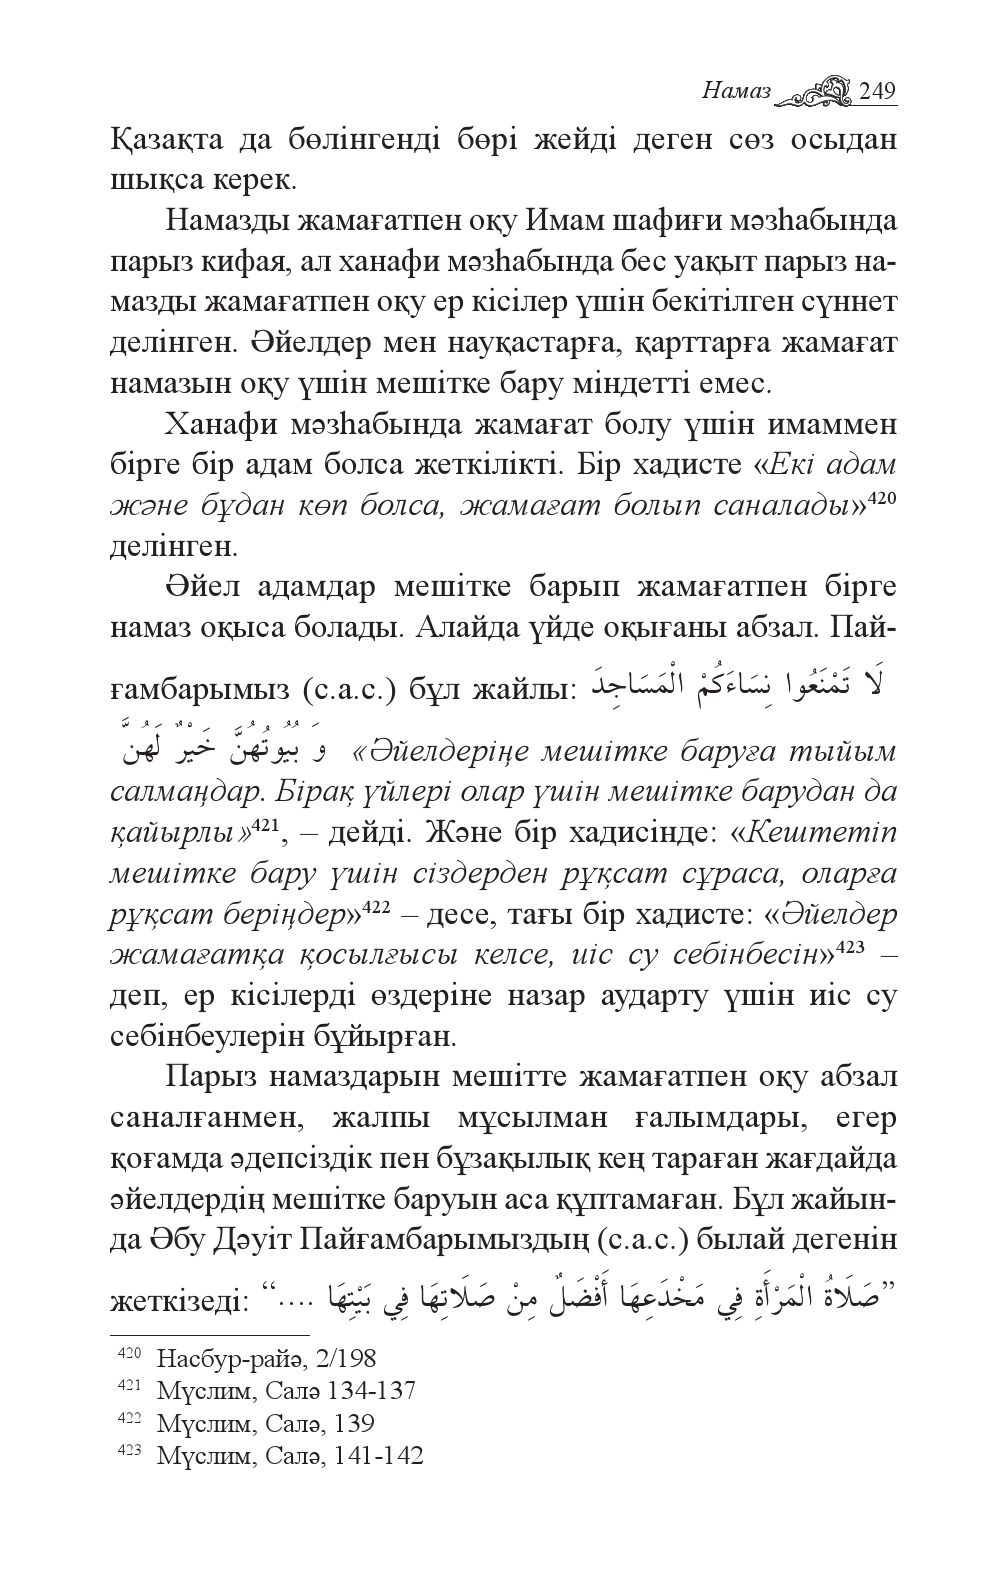 Намаз 249
Қазақта да бөлінгенді бөрі жейді деген сөз осыдан
шықса керек.
Намазды жамағатпен оқу Имам шафиғи мәзһабында
парыз кифая, ал ханафи мәзһабында бес уақыт парыз на-
мазды жамағатпен оқу ер кісілер үшін бекітілген сүннет
делінген. Әйелдер мен науқастарға, қарттарға жамағат
намазын оқу үшін мешітке бару міндетті емес.
Ханафи мәзһабында жамағат болу үшін имаммен
бірге бір адам болса жеткілікті. Бір хадисте «Екі адам
және бұдан көп болса, жамағат болып саналады»⁴²⁰
делінген.
Әйел адамдар мешітке барып жамағатпен бірге
намаз оқыса болады. Алайда үйде оқығаны абзал. Пай-
ғамбарымыз (с.а.с.) бұл жайлы: لَا تَمْنَعُوا نِسَاءَكُمْ الْمَسَاجِدَ
وَ بُيُوتُهُنَّ خَيْرٌ لَهُنَّ «Әйелдеріңе мешітке баруға тыйым
салмаңдар. Бірақ үйлері олар үшін мешітке барудан да
қайырлы»⁴²¹, – дейді. Және бір хадисінде: «Кештетіп
мешітке бару үшін сіздерден рұқсат сұраса, оларға
рұқсат беріңдер»⁴²² – десе, тағы бір хадисте: «Әйелдер
жамағатқа қосылғысы келсе, иіс су себінбесін»⁴²³ –
деп, ер кісілерді өздеріне назар аударту үшін иіс су
себінбеулерін бұйырған.
Парыз намаздарын мешітте жамағатпен оқу абзал
саналғанмен, жалпы мұсылман ғалымдары, егер
қоғамда әдепсіздік пен бұзақылық кең тараған жағдайда
әйелдердің мешітке баруын аса құптамаған. Бұл жайын-
да Әбу Дәуіт Пайғамбарымыздың (с.а.с.) былай дегенін
жеткізеді: “صَلَاةُ الْمَرْأَةِ فِي مَخْدَعِهَا أَفْضَلُ مِنْ صَلَاتِهَا فِي بَيْتِهَا ....”
⁴²⁰ Насбур-райә, 2/198
⁴²¹ Мүслим, Салә 134-137
⁴²² Мүслим, Салә, 139
⁴²³ Мүслим, Салә, 141-142